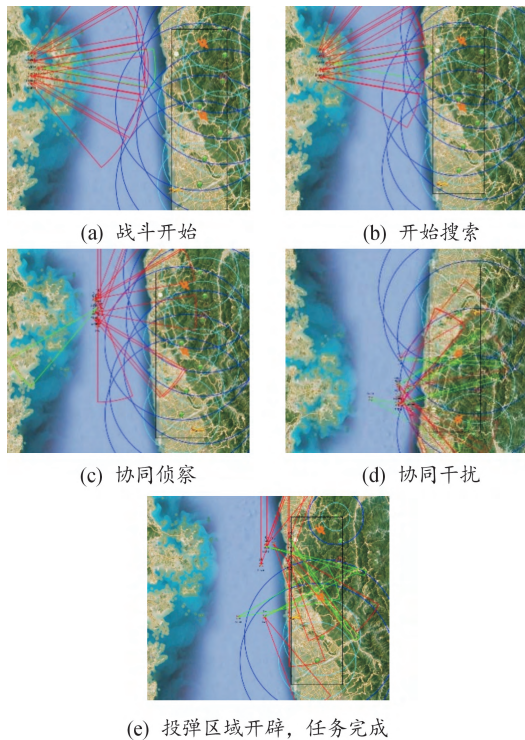 (a) 战斗开始
(b) 开始搜索
(c) 协同侦察
(d) 协同干扰
(e) 投弹区域开辟，任务完成